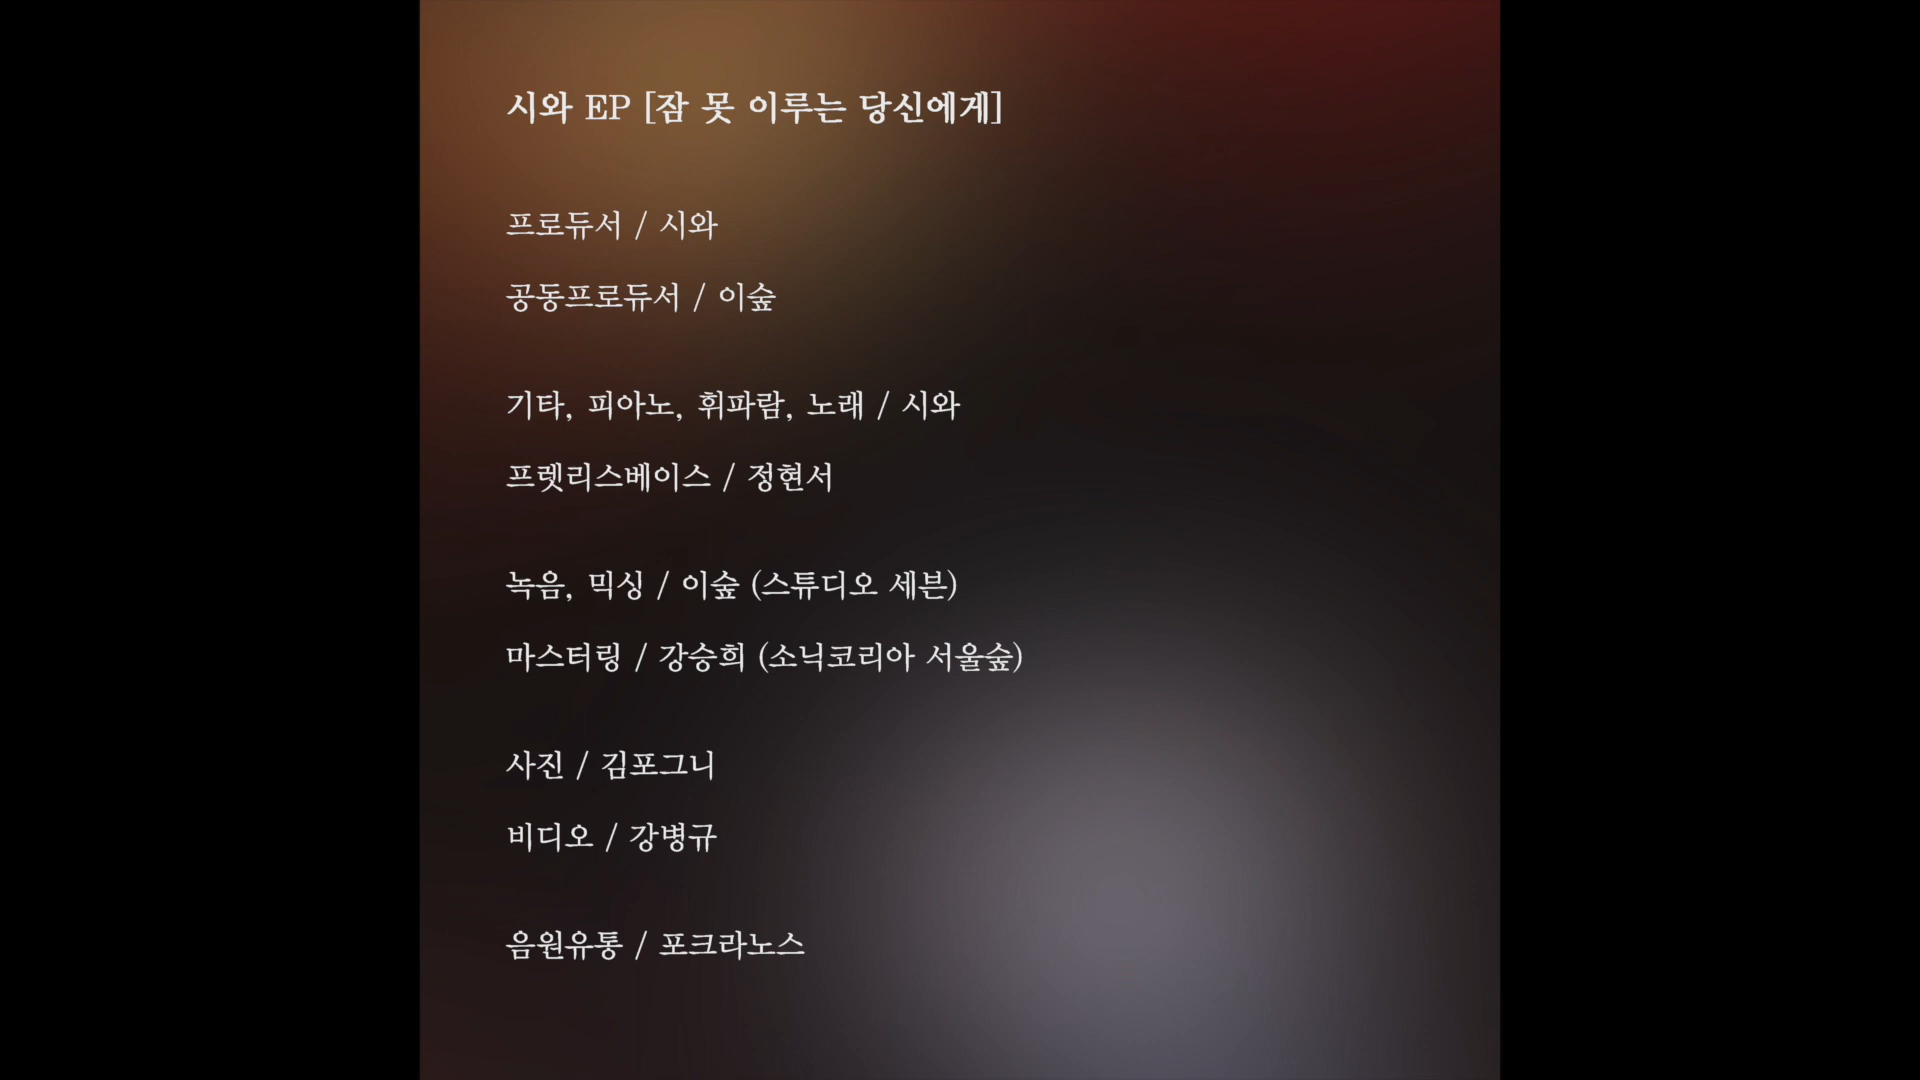 시와 EP [잠 못 이루는 당신에게]
프로듀서 / 시와
공동프로듀서 / 이숲
기타, 피아노, 휘파람, 노래 / 시와
프렛리스베이스 / 정현서
녹음, 믹싱 / 이숲 (스튜디오 세븐)
마스터링 / 강승희 (소닉코리아 서울숲)
사진 / 김포그니
비디오 / 강병규
음원유통 / 포크라노스